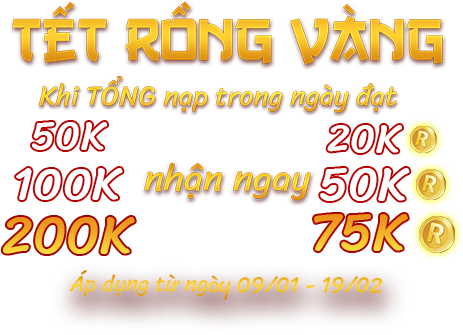 TẾT RỒNG VÀNG
Khi TỔNG nạp trong ngày đạt
50K 20K R
100K nhận ngay 50K R
200K 75K R
Áp dụng từ ngày 09/01 - 19/02